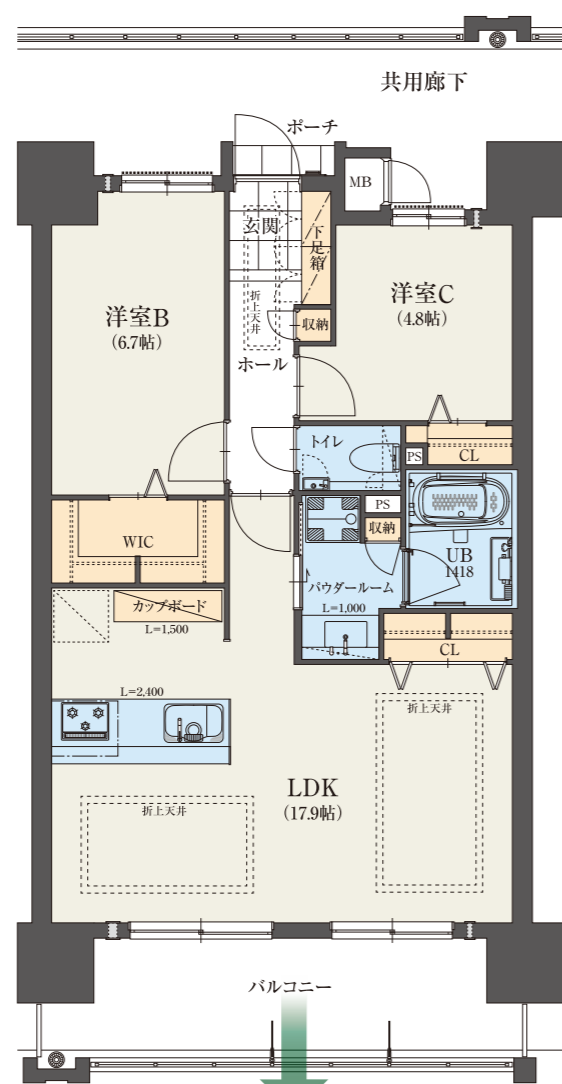 共用廊下
ポーチ
MB
玄関
下足箱
折上天井
収納
ホール
洋室B
(6.7帖)
洋室C
(4.8帖)
トイレ
PS
CL
WIC
PS
収納
UB
1418
パウダールーム
L=1,000
カップボード
L=1,500
CL
L=2,400
折上天井
LDK
(17.9帖)
折上天井
バルコニー